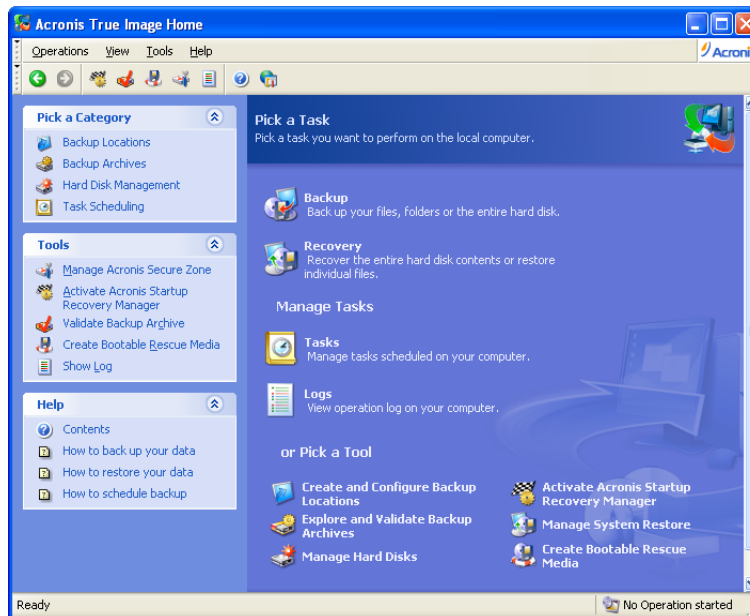 Acronis True Image Home
Operations View Tools Help
Acroni
Pick a Category
Backup Locations
Backup Archives
Hard Disk Management
Task Scheduling
Tools
Manage Acronis Secure Zone
Activate Acronis Startup
Recovery Manager
Validate Backup Archive
Create Bootable Rescue Media
Show Log
Help
Contents
How to back up your data
How to restore your data
How to schedule backup
Pick a Task
Pick a task you want to perform on the local computer.
Backup
Back up your files, folders or the entire hard disk.
Recovery
Recover the entire hard disk contents or restore
individual files.
Manage Tasks
Tasks
Manage tasks scheduled on your computer.
Logs
View operation log on your computer.
or Pick a Tool
Create and Configure Backup
Locations
Explore and Validate Backup
Archives
Manage Hard Disks
Activate Acronis Startup
Recovery Manager
Manage System Restore
Create Bootable Rescue
Media
Ready
No Operation started